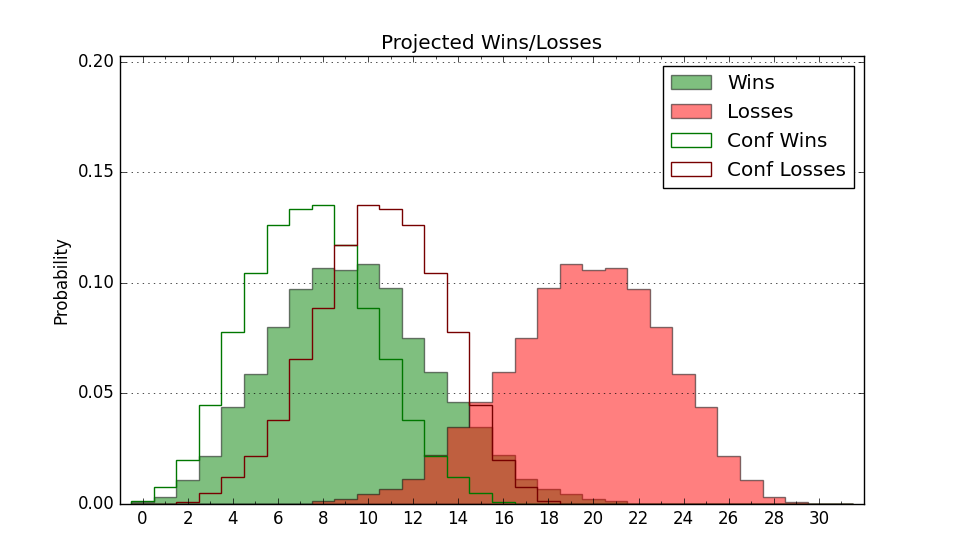 Projected Wins/Losses
0.20
0.15
0.10
0.05
0.00
Probability
Wins
Losses
Conf Wins
Conf Losses
0 2 4 6 8 10 12 14 16 18 20 22 24 26 28 30